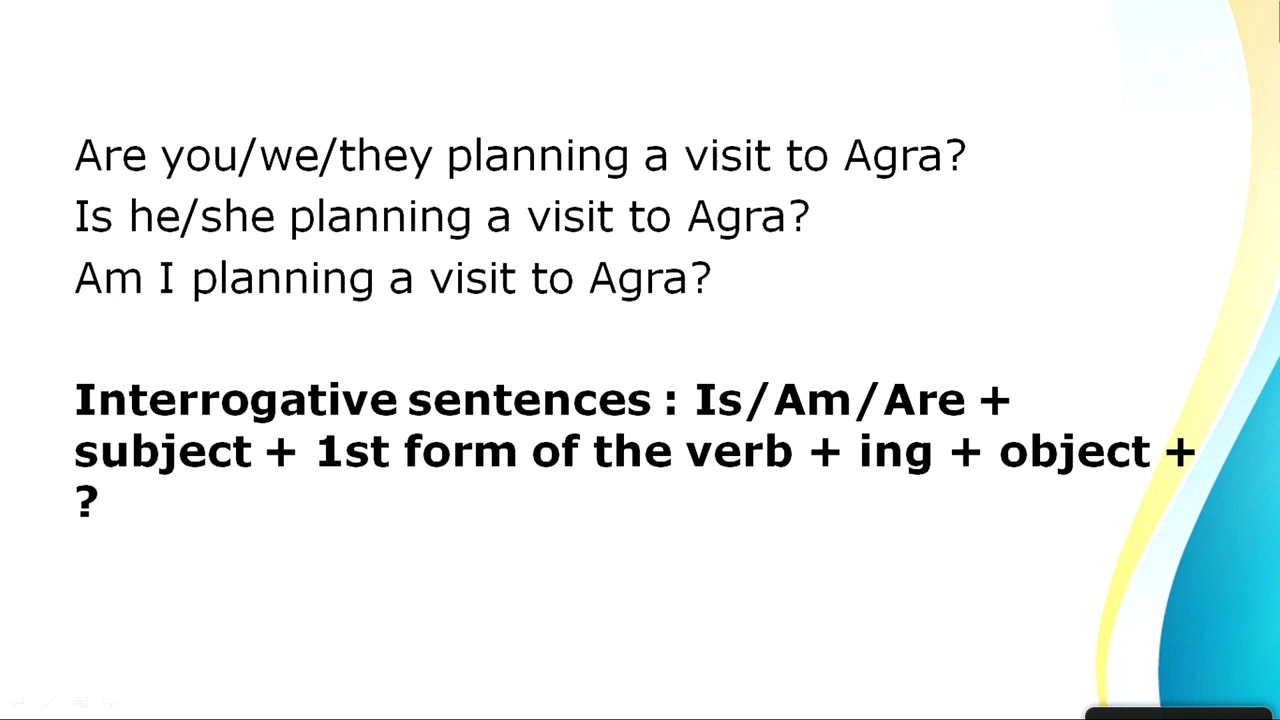 Are you/we/they planning a visit to Agra?
Is he/she planning a visit to Agra?
Am I planning a visit to Agra?
Interrogative sentences : Is/Am/Are +
subject + 1st form of the verb + ing + object +
?